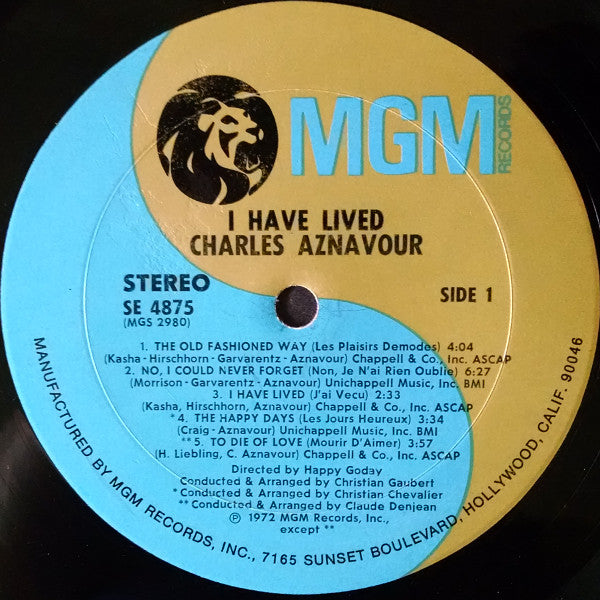 MGM
RECORDS
I HAVE LIVED
CHARLES AZNAVOUR
STEREO
SE 4875
(MGS 2980)
SIDE 1
1. THE OLD FASHIONED WAY (Les Plaisirs Demodes) 4:04
(Kasha-Hirschhorn-Garvarentz-Aznavour) Chappell & Co., Inc. ASCAP
2. NO, I COULD NEVER FORGET (Non, Je N'ai Rien Oublie) 6:27
(Morrison-Garvarentz-Aznavour) Unichappell Music, Inc. BMI
3. I HAVE LIVED (J'ai Vecu) 2:33
(Kasha, Hirschhorn, Aznavour) Chappell & Co., Inc. ASCAP
*4. THE HAPPY DAYS (Les Jours Heureux) 3:34
(Craig-Aznavour) Unichappell Music, Inc. BMI
**5. TO DIE OF LOVE (Mourir D'Aimer) 3:57
(H. Liebling, C. Aznavour) Chappell & Co., Inc. ASCAP
Directed by Happy Goday
Conducted & Arranged by Christian Gaubert
*Conducted & Arranged by Christian Chevalier
**Conducted & Arranged by Claude Denjean
Ⓟ 1972 MGM Records, Inc.,
except **
MANUFACTURED BY MGM RECORDS, INC., 7165 SUNSET BOULEVARD, HOLLYWOOD, CALIF. 90046